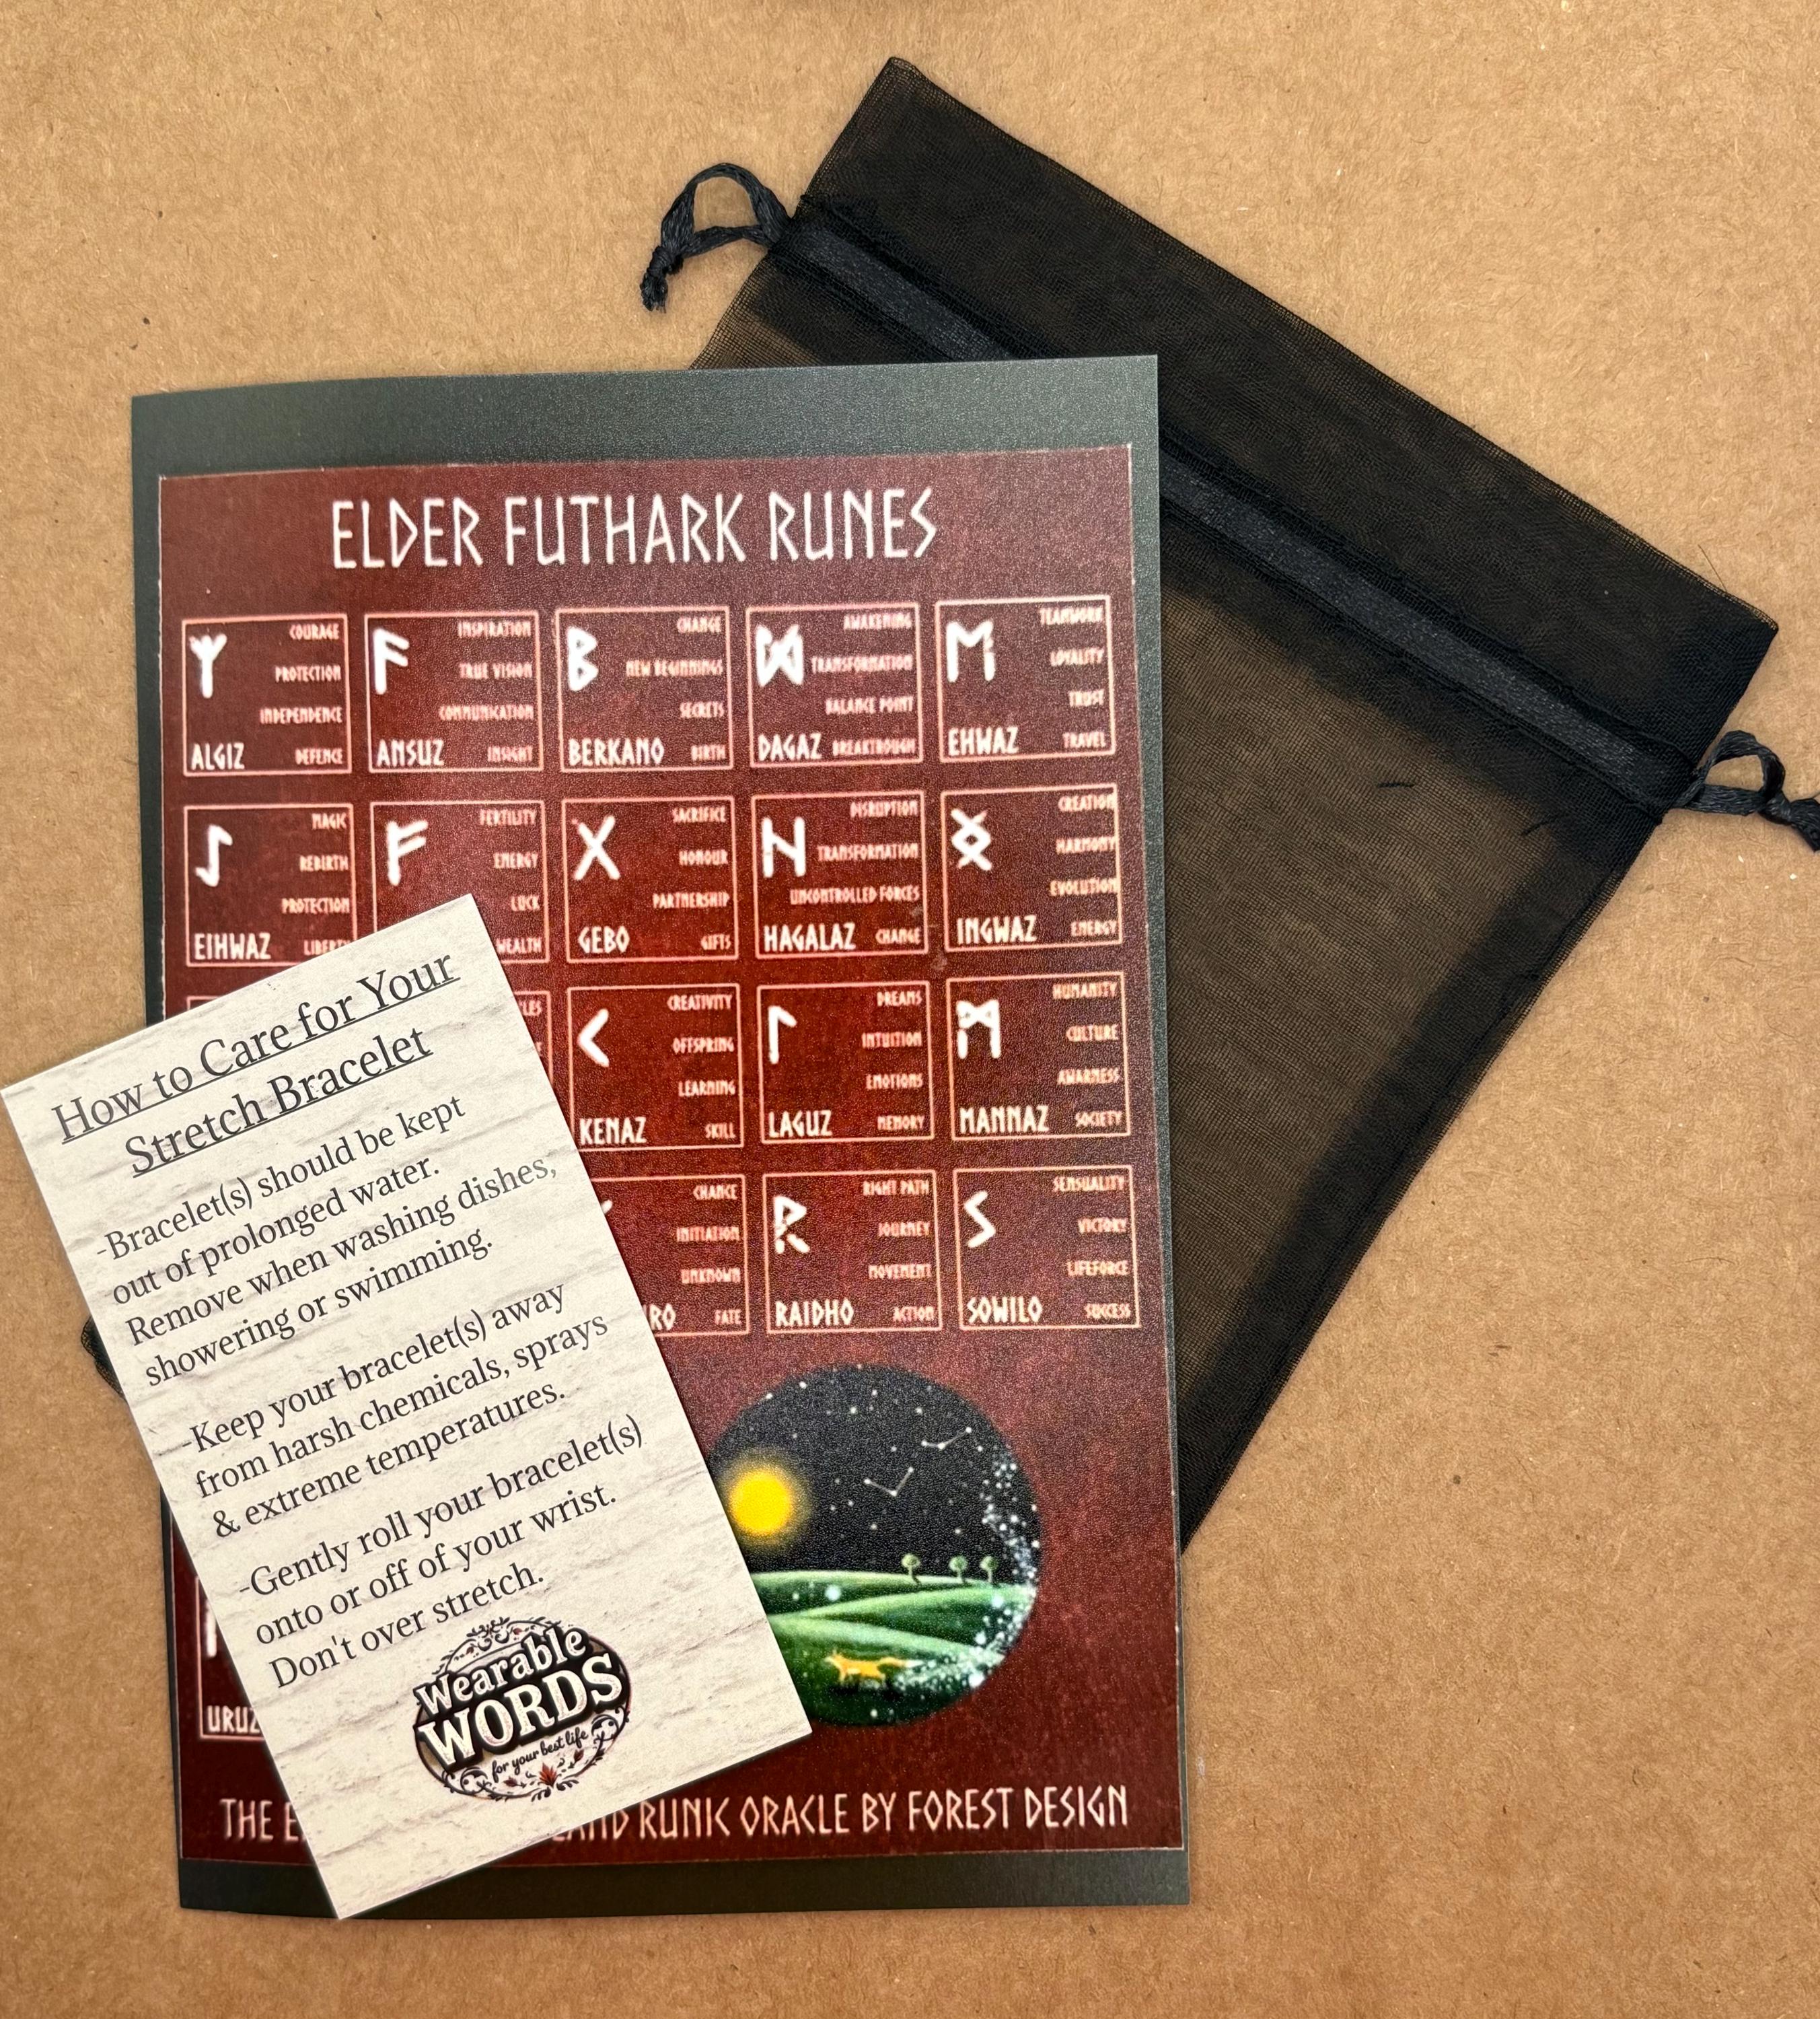 ELDER FUTHARK RUNES
ᛉ
COURAGE
PROTECTION
INDEPENDENCE
ALGIZ DEFENCE
ᚨ
INSPIRATION
TRUE VISION
COMMUNICATION
ANSUZ INSIGHT
ᛒ
CHANGE
NEW BEGINNINGS
SECRETS
BERKANO BIRTH
ᛞ
AWAKENING
TRANSFORMATION
BALANCE POINT
DAGAZ BREAKTHROUGH
ᛖ
TEAMWORK
LOYALITY
TRUST
EHWAZ TRAVEL
ᛇ
MAGIC
REBIRTH
PROTECTION
EIHWAZ LIBERTY
ᚠ
FERTILITY
ENERGY
LUCK
WEALTH
ᚷ
SACRIFICE
HONOUR
PARTNERSHIP
GEBO GIFTS
ᚺ
DISRUPTION
TRANSFORMATION
UNCONTROLLED FORCES
HAGALAZ CHANGE
ᛝ
CREATION
HARMONY
EVOLUTION
INGWAZ ENERGY
ᚲ
CREATIVITY
OFFSPRING
LEARNING
KENAZ SKILL
ᛚ
DREAMS
INTUITION
EMOTIONS
LAGUZ MEMORY
ᛗ
HUMANITY
CULTURE
AWARNESS
MANNAZ SOCIETY
CHANCE
INITIATION
UNKNOWN
RO FATE
ᚱ
RIGHT PATH
JOURNEY
MOVEMENT
RAIDHO ACTION
ᛊ
SENSUALITY
VICTORY
LIFEFORCE
SOWILO SUCCESS
URUZ
THE E AND RUNIC ORACLE BY FOREST DESIGN
How to Care for Your
Stretch Bracelet
-Bracelet(s) should be kept
out of prolonged water.
Remove when washing dishes,
showering or swimming.
-Keep your bracelet(s) away
from harsh chemicals, sprays
& extreme temperatures.
-Gently roll your bracelet(s)
onto or off of your wrist.
Don't over stretch.
Wearable
WORDS
for your best life